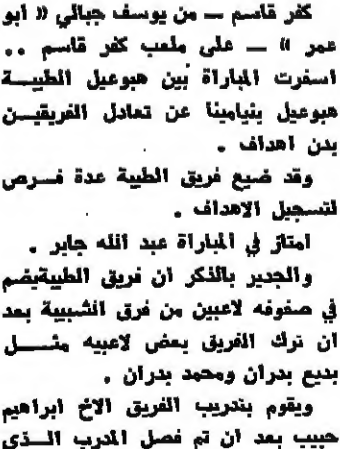 كفر قاسم — من يوسف جبالي « ابو
عمر » — على ملعب كفر قاسم ..
اسفرت المباراة بين هبوعيل الطيبة
هبوعيل بنيامينا عن تعادل الفريقين
بدن اهداف .
وقد ضيع فريق الطيبة عدة فرص
لتسجيل الاهداف .
امتاز في المباراة عبد الله جابر .
والجدير بالذكر ان فريق الطيبةيضم
في صفوفه لاعبين من فرق الشبيبة بعد
ان ترك الفريق بعض لاعبيه مثل
بديع بدران ومحمد بدران .
ويقوم بتدريب الفريق الاخ ابراهيم
حبيب بعد ان تم فصل المدرب الذي